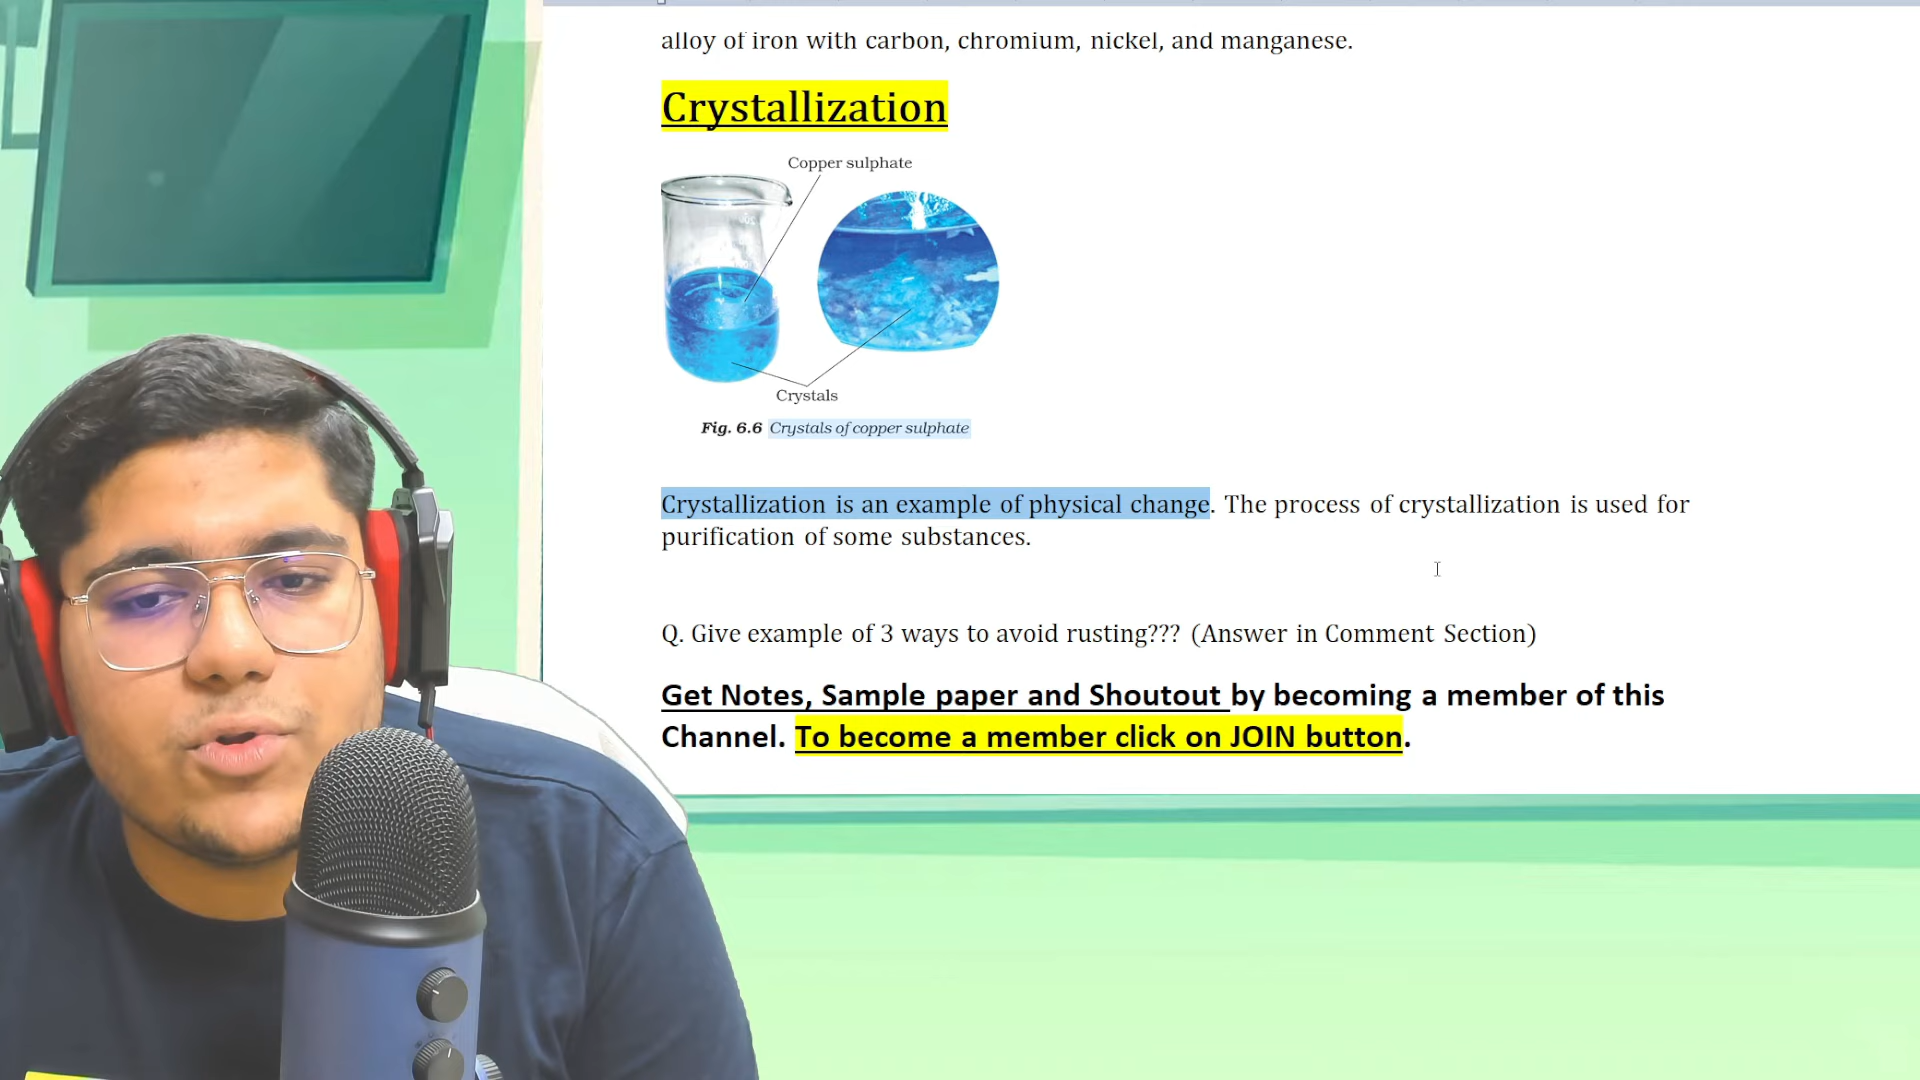 alloy of iron with carbon, chromium, nickel, and manganese.
Crystallization
Copper sulphate
Crystals
Fig. 6.6 Crystals of copper sulphate
Crystallization is an example of physical change. The process of crystallization is used for
purification of some substances.
Q. Give example of 3 ways to avoid rusting??? (Answer in Comment Section)
Get Notes, Sample paper and Shoutout by becoming a member of this
Channel. To become a member click on JOIN button.